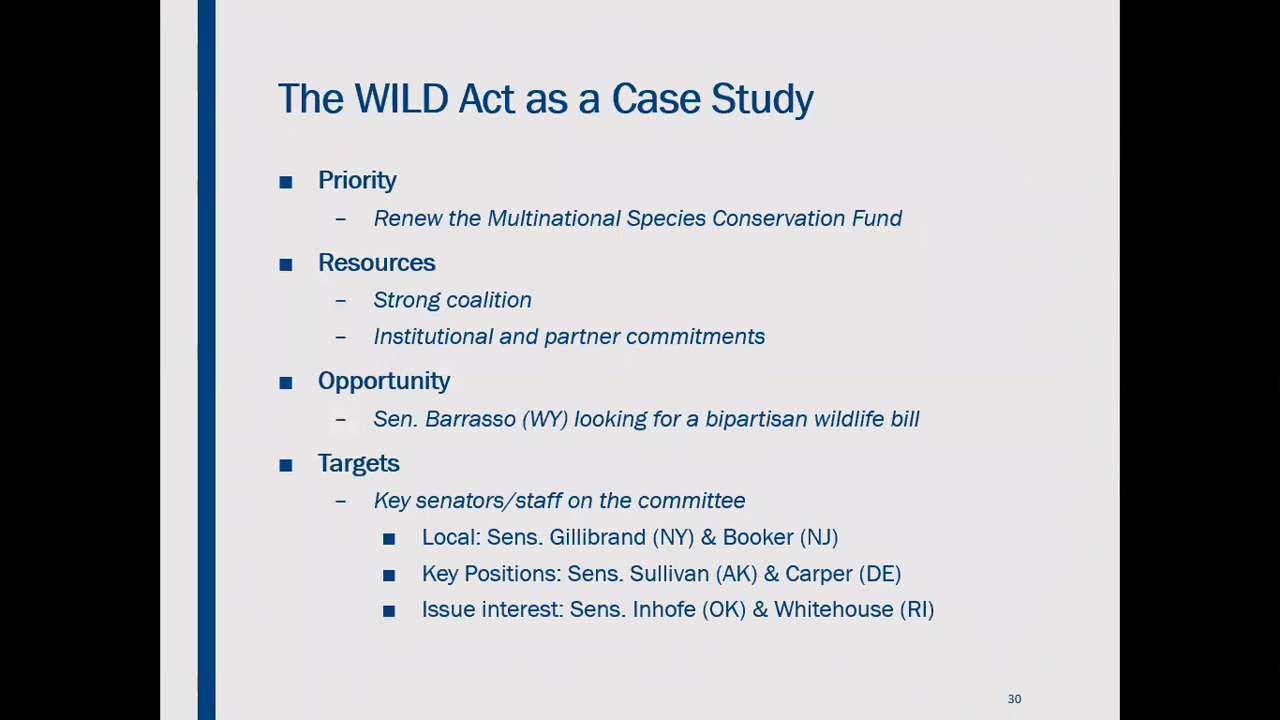 The WILD Act as a Case Study
■ Priority
– Renew the Multinational Species Conservation Fund
■ Resources
– Strong coalition
– Institutional and partner commitments
■ Opportunity
– Sen. Barrasso (WY) looking for a bipartisan wildlife bill
■ Targets
– Key senators/staff on the committee
■ Local: Sens. Gillibrand (NY) & Booker (NJ)
■ Key Positions: Sens. Sullivan (AK) & Carper (DE)
■ Issue interest: Sens. Inhofe (OK) & Whitehouse (RI)
30